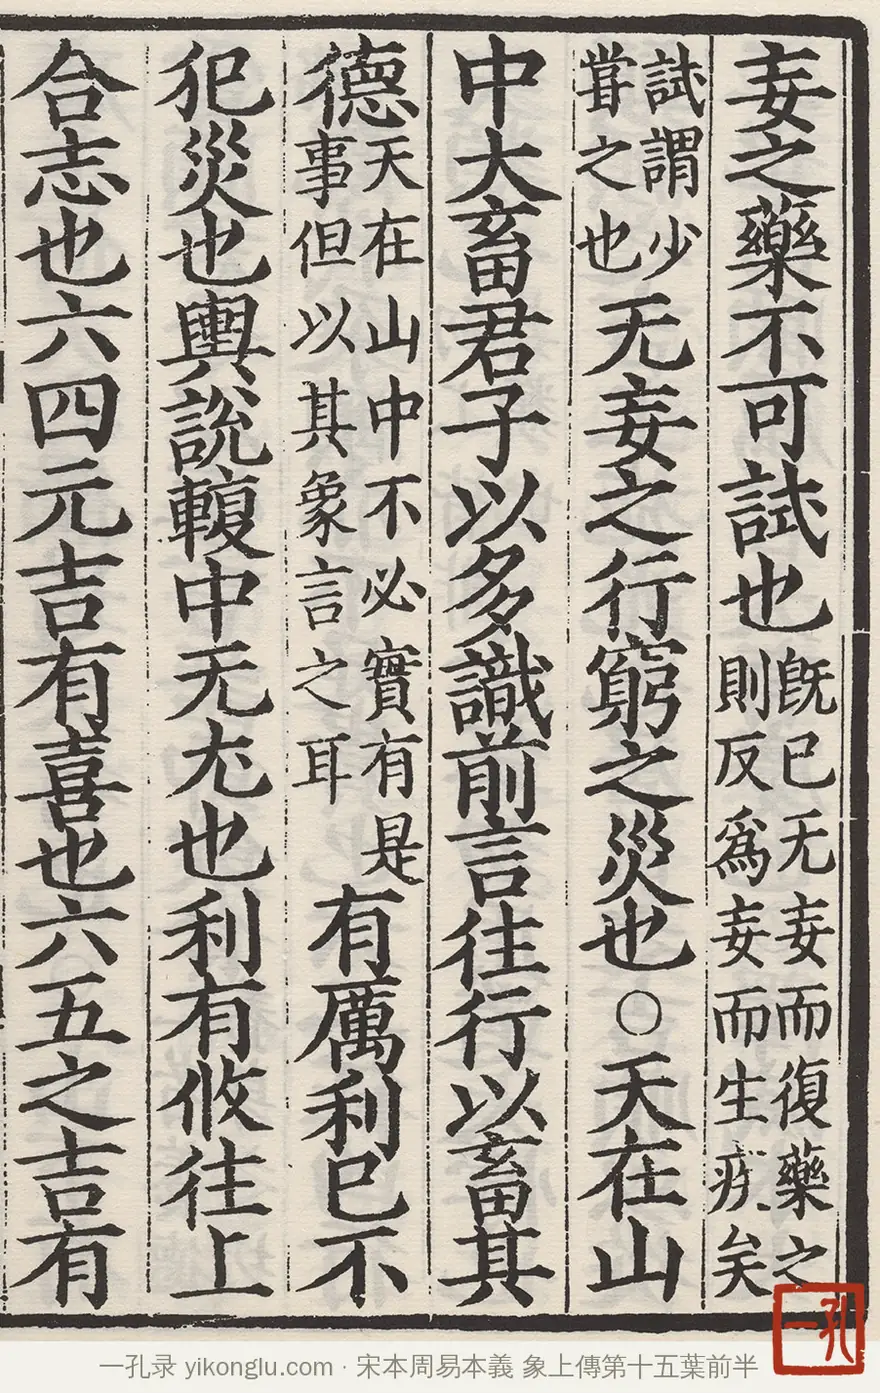 妄之藥不可試也旣已无妄而復藥之則反爲妄而生疾矣
試謂少嘗之也无妄之行窮之災也○天在山
中大畜君子以多識前言往行以畜其
德天在山中不必實有是事但以其象言之耳有厲利已不
犯災也輿說輹中无尤也利有攸往上
合志也六四元吉有喜也六五之吉有
一孔
一孔录 yikonglu.com · 宋本周易本義 象上傳第十五葉前半